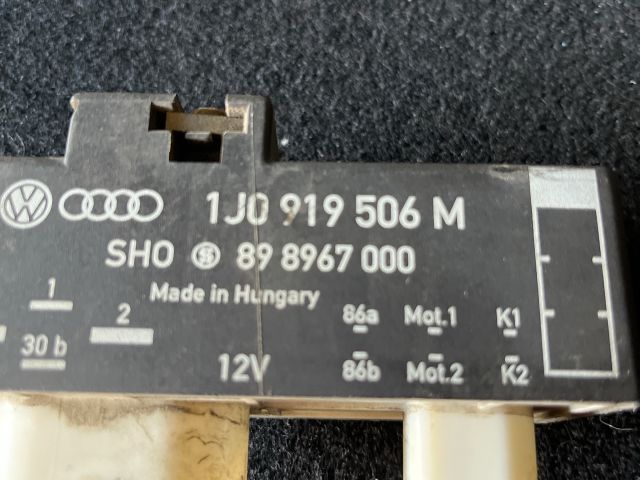 1J0 919 506 M
SHO 89 8967 000
Made in Hungary
1
2
86a Mot.1 K1
30 b
12V
86b Mot.2 K2